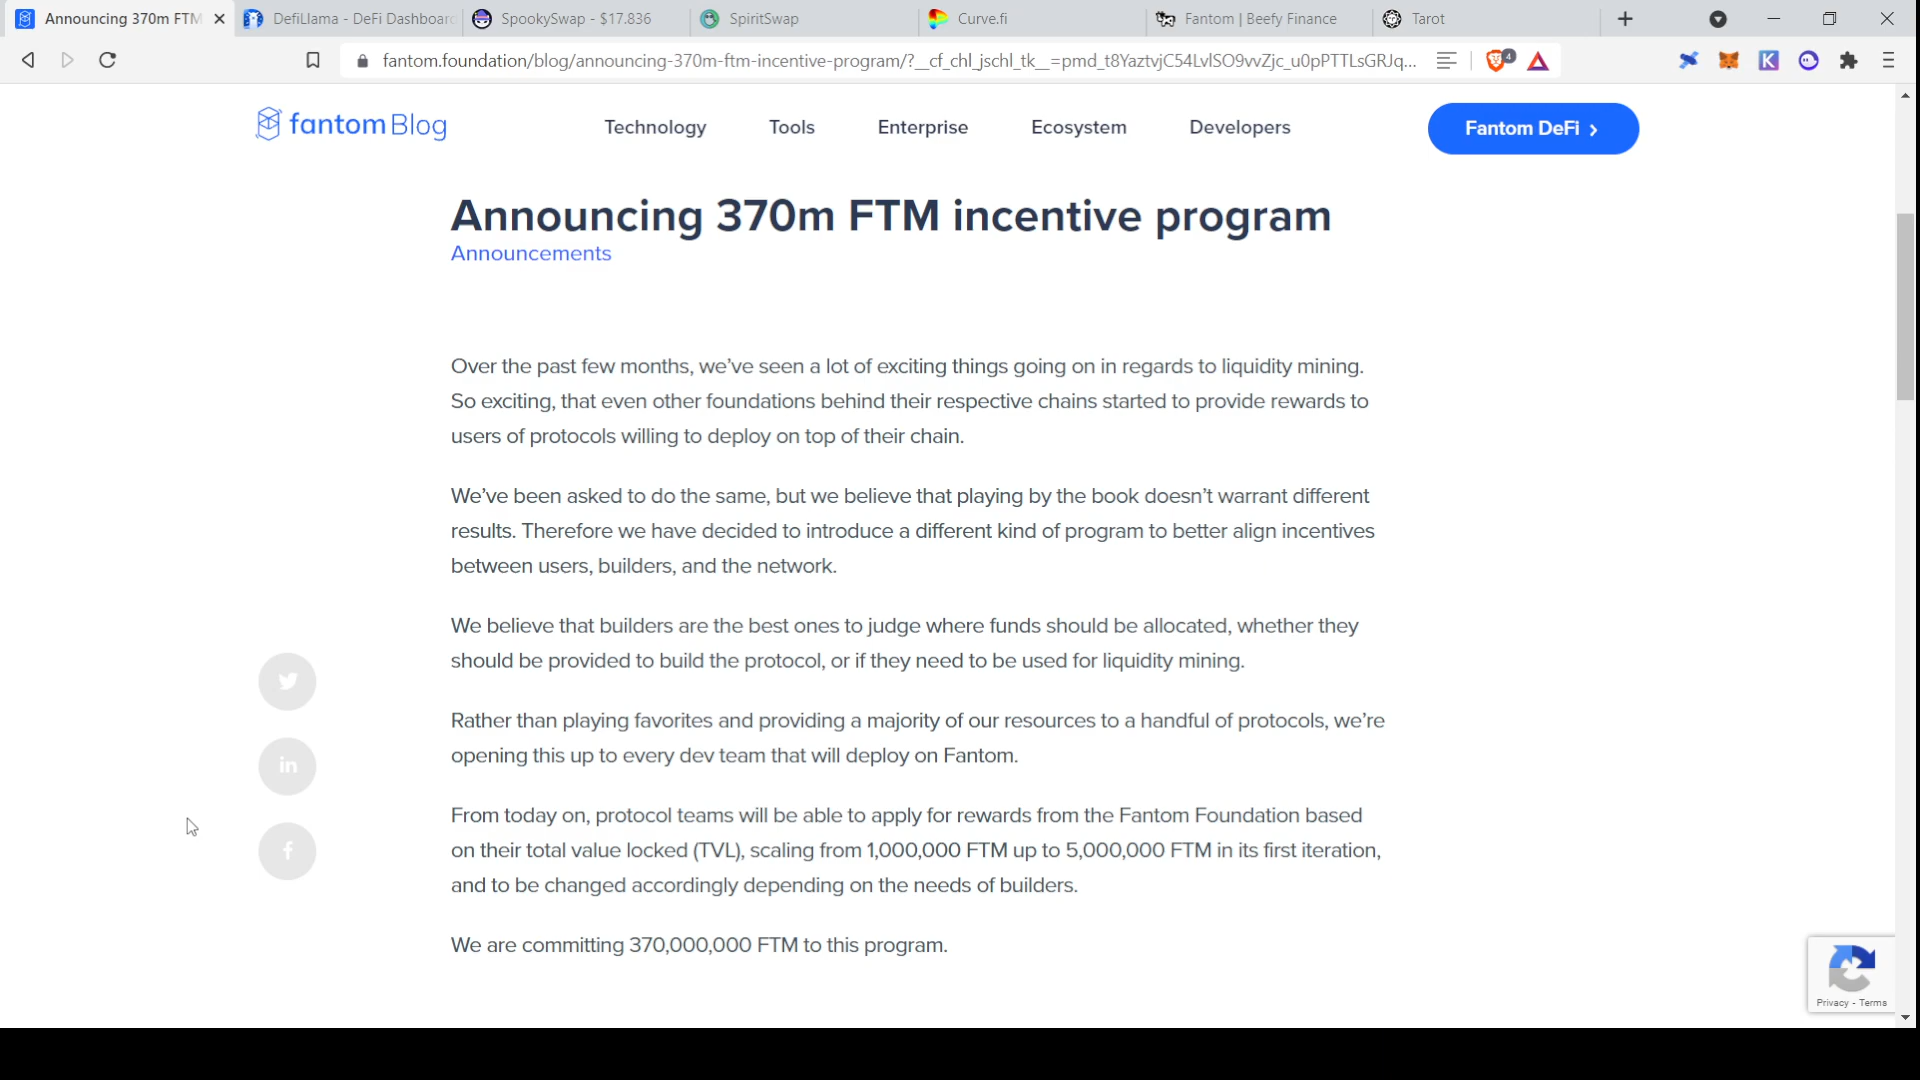 Announcing 370m FTM
DefiLlama - DeFi Dashboard
SpookySwap - $17.836
SpiritSwap
Curve.fi
Fantom | Beefy Finance
Tarot
fantom.foundation/blog/announcing-370m-ftm-incentive-program/?__cf_chl_jschl_tk__=pmd_t8YaztvjC54LvlSO9vvZjc_u0pPTTLsGRJq...
4
fantom Blog
Technology
Tools
Enterprise
Ecosystem
Developers
Fantom DeFi
Announcing 370m FTM incentive program
Announcements
Over the past few months, we've seen a lot of exciting things going on in regards to liquidity mining.
So exciting, that even other foundations behind their respective chains started to provide rewards to
users of protocols willing to deploy on top of their chain.
We've been asked to do the same, but we believe that playing by the book doesn't warrant different
results. Therefore we have decided to introduce a different kind of program to better align incentives
between users, builders, and the network.
We believe that builders are the best ones to judge where funds should be allocated, whether they
should be provided to build the protocol, or if they need to be used for liquidity mining.
Rather than playing favorites and providing a majority of our resources to a handful of protocols, we're
opening this up to every dev team that will deploy on Fantom.
From today on, protocol teams will be able to apply for rewards from the Fantom Foundation based
on their total value locked (TVL), scaling from 1,000,000 FTM up to 5,000,000 FTM in its first iteration,
and to be changed accordingly depending on the needs of builders.
We are committing 370,000,000 FTM to this program.
Privacy - Terms